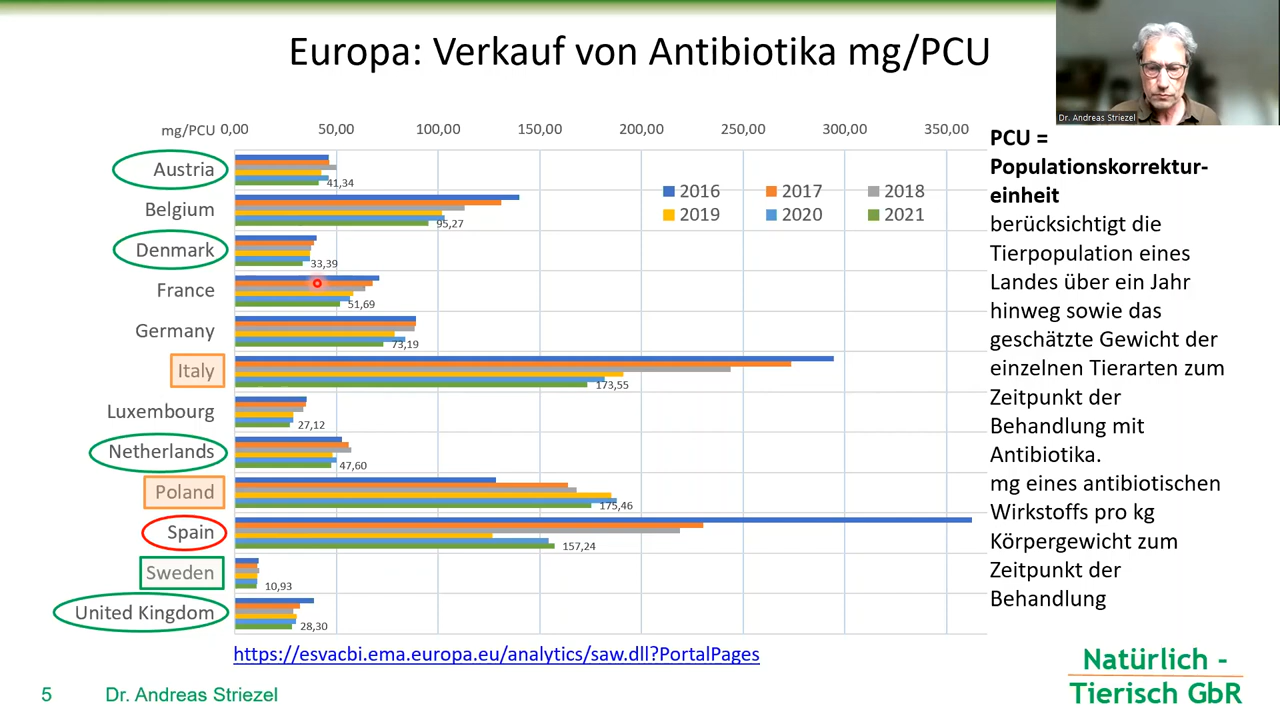 Europa: Verkauf von Antibiotika mg/PCU
Dr. Andreas Striezel
mg/PCU 0,00 50,00 100,00 150,00 200,00 250,00 300,00 350,00
2016 2017 2018
2019 2020 2021
Austria 41,34
Belgium 95,27
Denmark 33,39
France 51,69
Germany 73,19
Italy 173,55
Luxembourg 27,12
Netherlands 47,60
Poland 175,46
Spain 157,24
Sweden 10,93
United Kingdom 28,30
PCU =
Populationskorrektur-
einheit
berücksichtigt die
Tierpopulation eines
Landes über ein Jahr
hinweg sowie das
geschätzte Gewicht der
einzelnen Tierarten zum
Zeitpunkt der
Behandlung mit
Antibiotika.
mg eines antibiotischen
Wirkstoffs pro kg
Körpergewicht zum
Zeitpunkt der
Behandlung
https://esvacbi.ema.europa.eu/analytics/saw.dll?PortalPages
5 Dr. Andreas Striezel
Natürlich -
Tierisch GbR